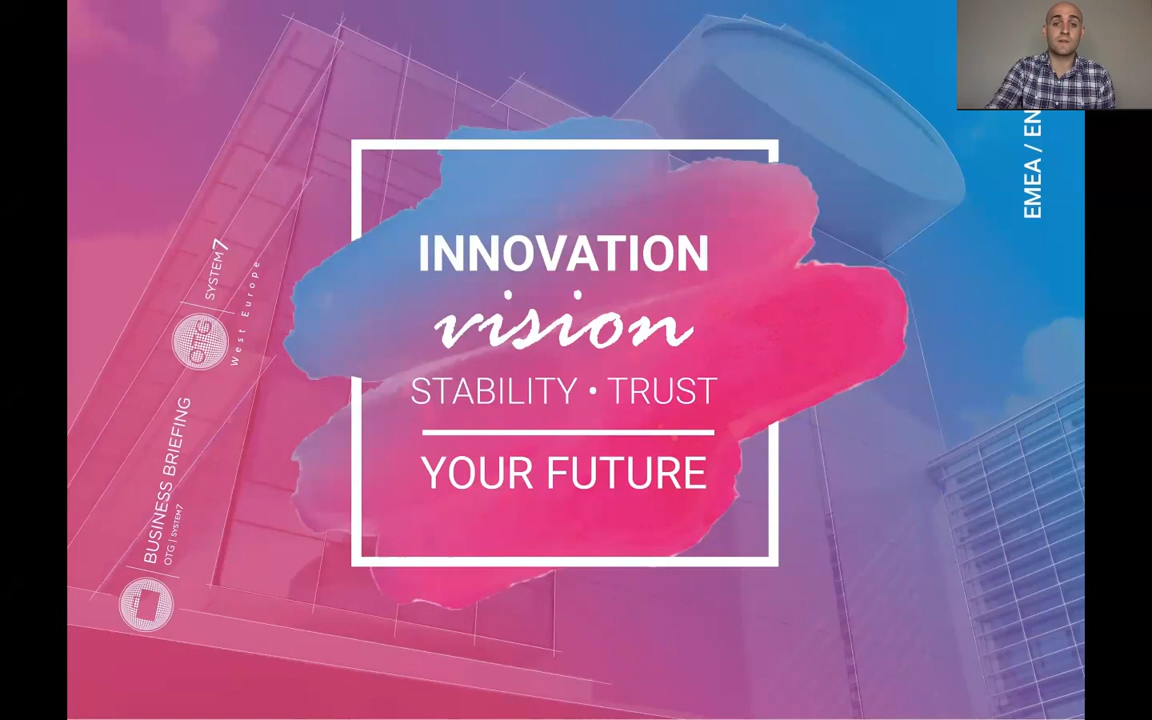 INNOVATION
vision
STABILITY • TRUST
YOUR FUTURE
EMEA / EN
OTG
SYSTEM7
West Europe
BUSINESS BRIEFING
OTG | SYSTEM7